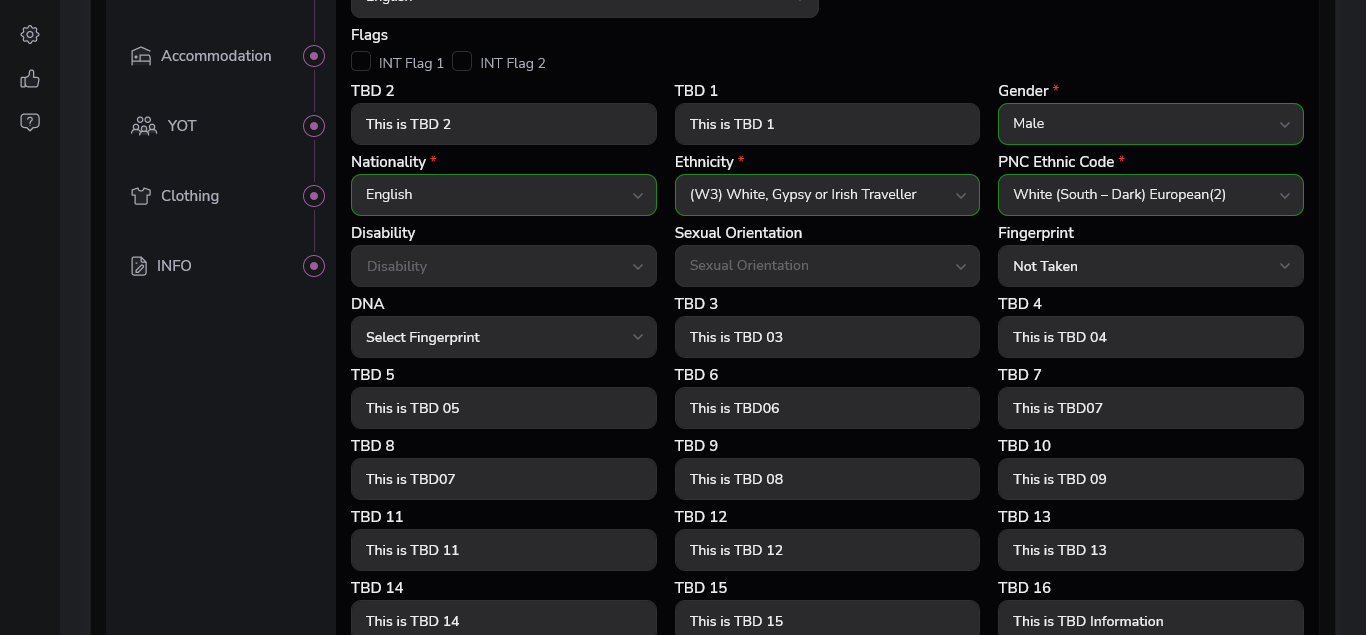 English
Flags
INT Flag 1 INT Flag 2
TBD 2 TBD 1 Gender *
This is TBD 2 This is TBD 1 Male
Nationality * Ethnicity * PNC Ethnic Code *
English (W3) White, Gypsy or Irish Traveller White (South – Dark) European(2)
Disability Sexual Orientation Fingerprint
Disability Sexual Orientation Not Taken
DNA TBD 3 TBD 4
Select Fingerprint This is TBD 03 This is TBD 04
TBD 5 TBD 6 TBD 7
This is TBD 05 This is TBD06 This is TBD07
TBD 8 TBD 9 TBD 10
This is TBD07 This is TBD 08 This is TBD 09
TBD 11 TBD 12 TBD 13
This is TBD 11 This is TBD 12 This is TBD 13
TBD 14 TBD 15 TBD 16
This is TBD 14 This is TBD 15 This is TBD Information
Accommodation
YOT
Clothing
INFO